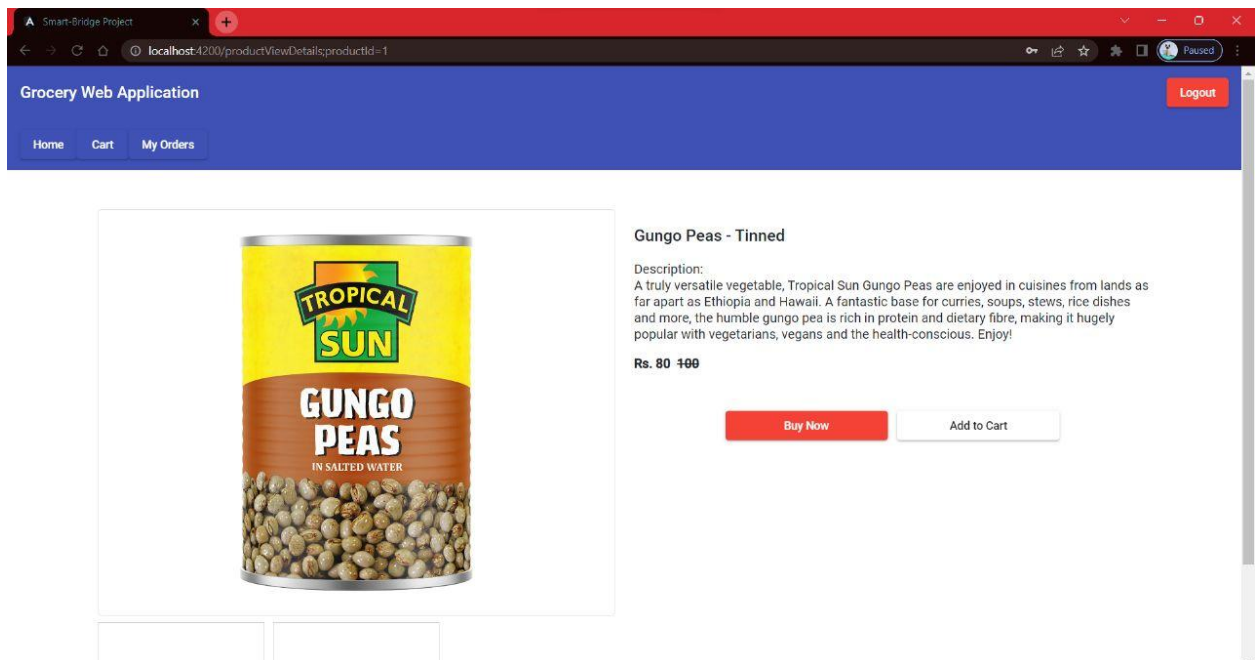 Smart-Bridge Project
localhost:4200/productViewDetails;productId=1
Paused
Grocery Web Application
Logout
Home Cart My Orders
TROPICAL
SUN
GUNGO
PEAS
IN SALTED WATER
Gungo Peas - Tinned
Description:
A truly versatile vegetable, Tropical Sun Gungo Peas are enjoyed in cuisines from lands as
far apart as Ethiopia and Hawaii. A fantastic base for curries, soups, stews, rice dishes
and more, the humble gungo pea is rich in protein and dietary fibre, making it hugely
popular with vegetarians, vegans and the health-conscious. Enjoy!
Rs. 80 100
Buy Now Add to Cart